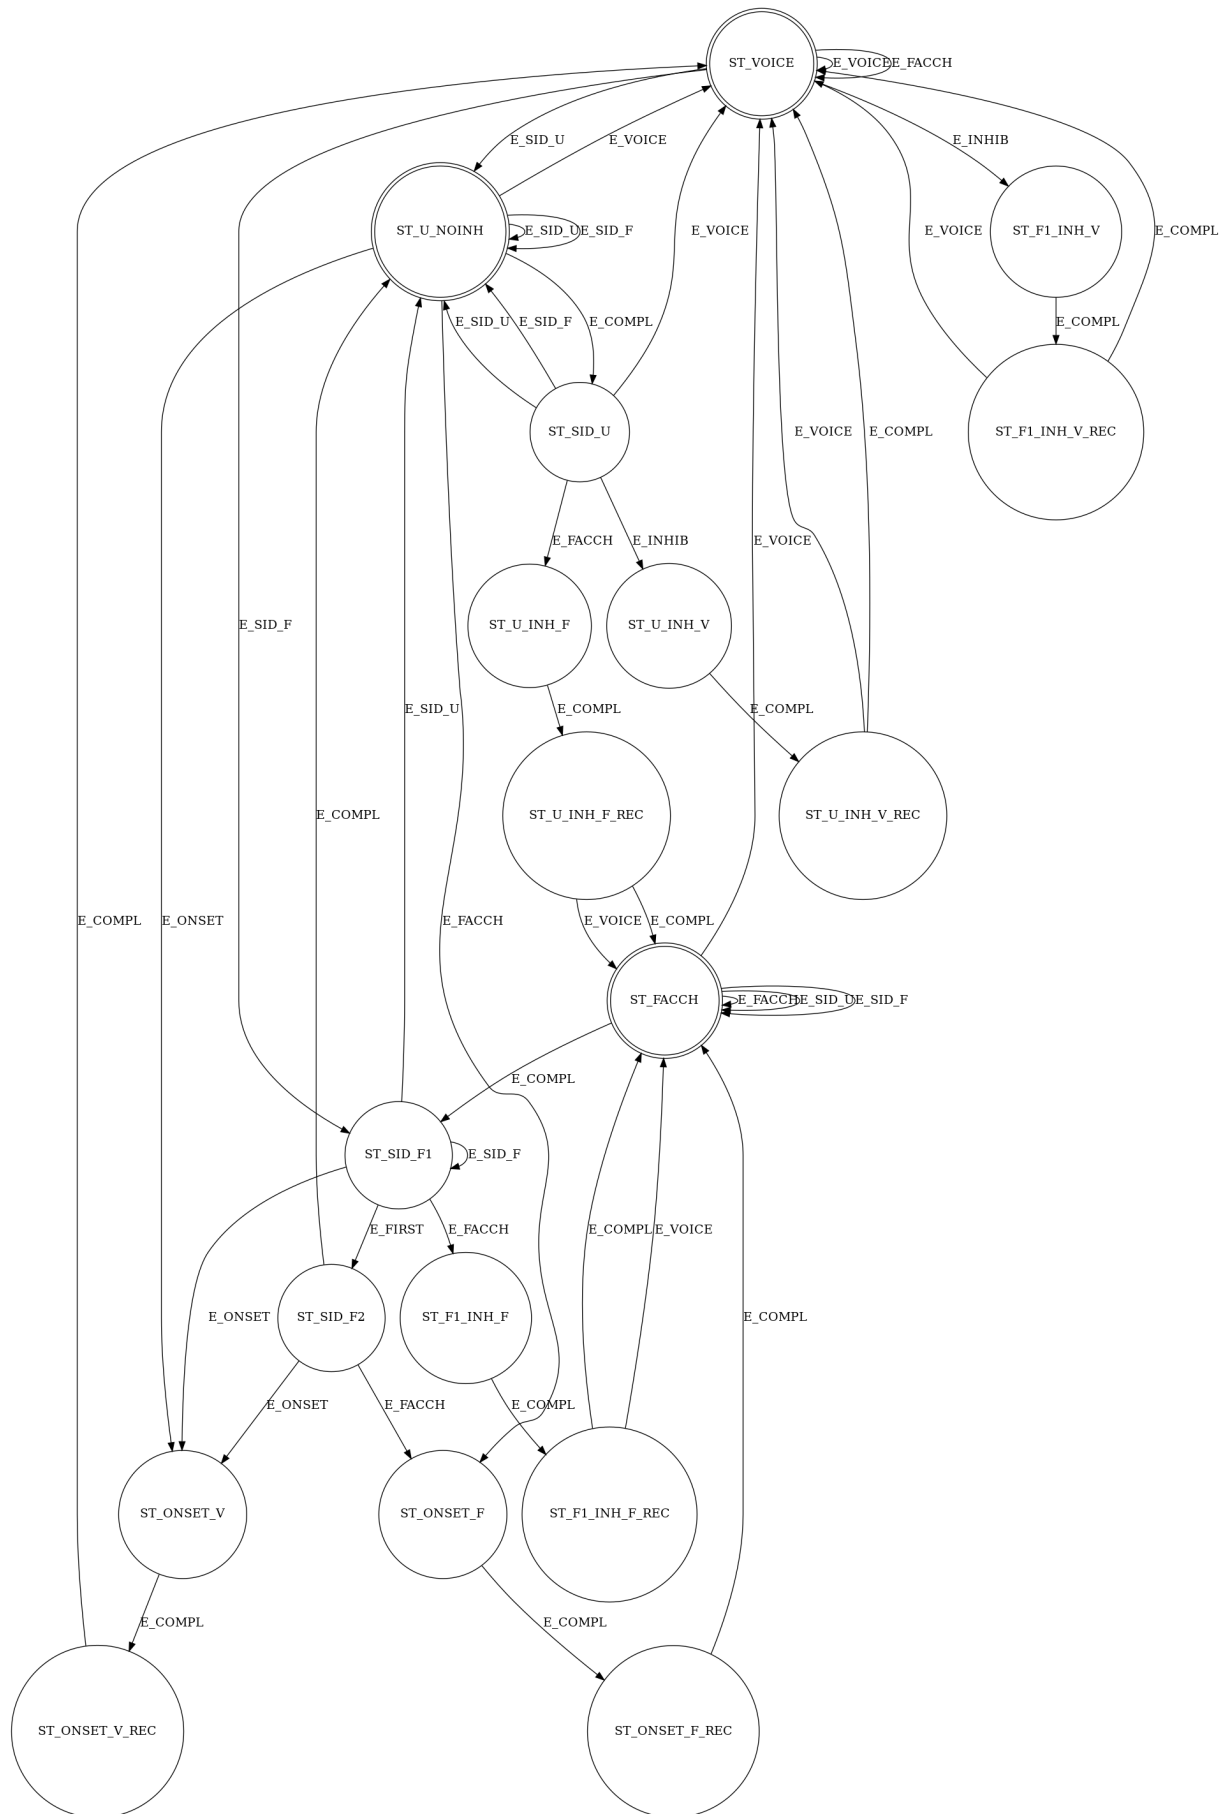 ST_VOICE
E_VOICE
E_FACCH
E_SID_U
E_VOICE
E_INHIB
ST_U_NOINH
E_SID_U
E_SID_F
E_VOICE
E_VOICE
ST_F1_INH_V
E_COMPL
E_SID_U
E_SID_F
E_COMPL
E_COMPL
ST_SID_U
E_VOICE
E_COMPL
ST_F1_INH_V_REC
E_FACCH
E_INHIB
E_VOICE
E_SID_F
ST_U_INH_F
ST_U_INH_V
E_SID_U
E_COMPL
E_COMPL
E_COMPL
ST_U_INH_F_REC
ST_U_INH_V_REC
E_COMPL
E_ONSET
E_FACCH
E_VOICE
E_COMPL
ST_FACCH
E_FACCH
E_SID_U
E_SID_F
E_COMPL
ST_SID_F1
E_SID_F
E_ONSET
E_FIRST
E_FACCH
E_COMPL
E_VOICE
ST_SID_F2
ST_F1_INH_F
E_COMPL
E_ONSET
E_FACCH
E_COMPL
ST_ONSET_V
ST_ONSET_F
ST_F1_INH_F_REC
E_COMPL
E_COMPL
ST_ONSET_V_REC
ST_ONSET_F_REC